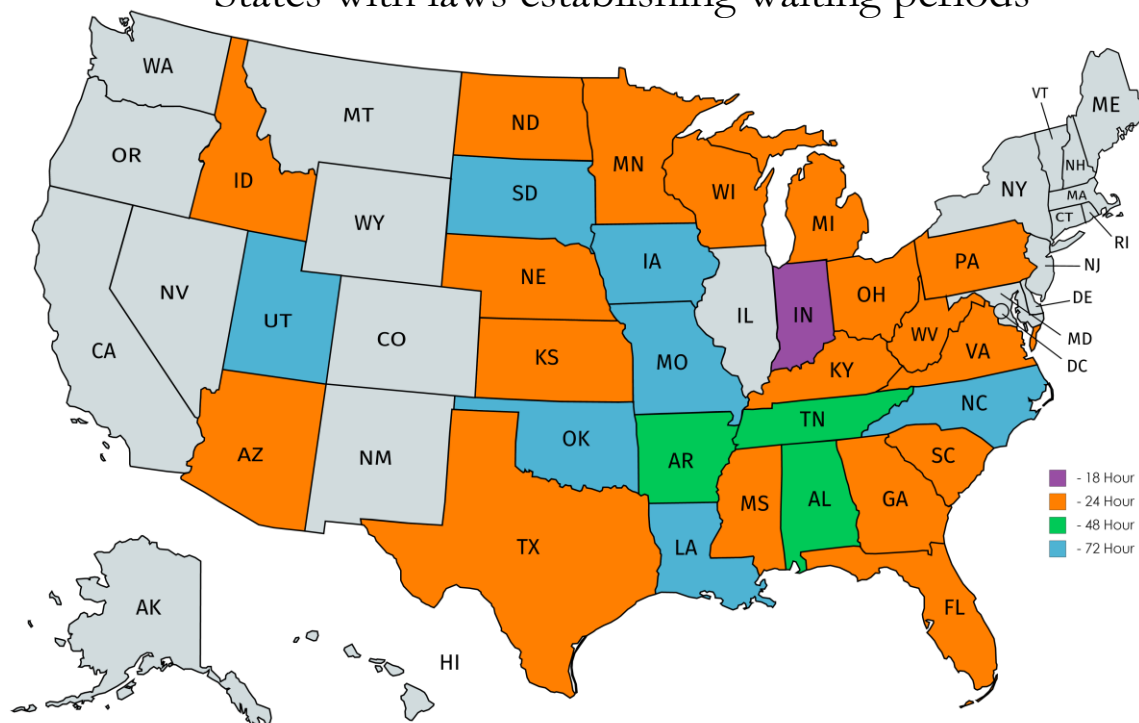 States with laws establishing waiting periods
WA
MT
ND
MN
VT
ME
OR
ID
SD
WI
MI
NY
NH
MA
CT
RI
WY
IA
NE
PA
NJ
NV
UT
CO
IL
IN
OH
DE
MD
DC
CA
KS
MO
KY
WV
VA
AZ
NM
OK
AR
TN
NC
SC
MS
AL
GA
TX
LA
FL
AK
HI
- 18 Hour
- 24 Hour
- 48 Hour
- 72 Hour